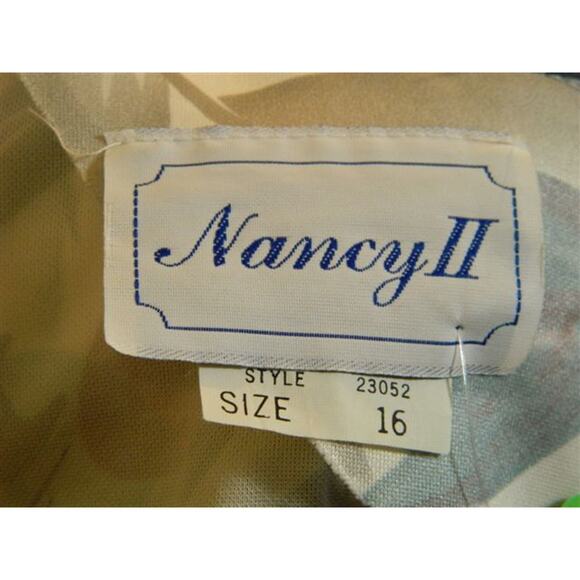 Nancy II
STYLE 23052
SIZE 16